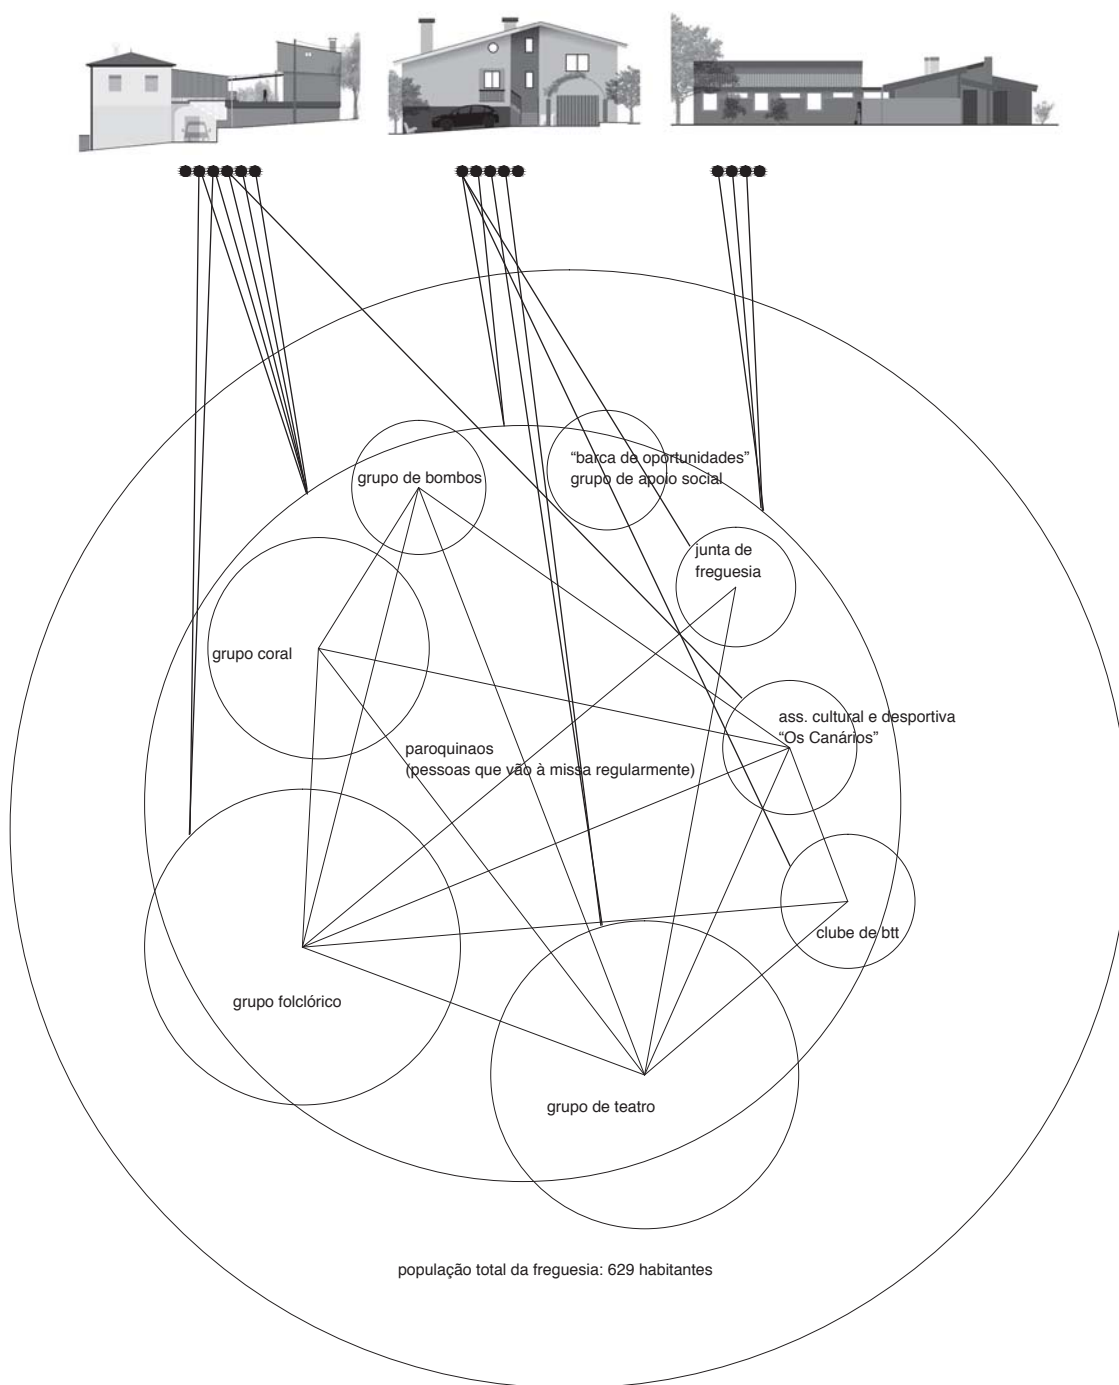 grupo de bombos
“barca de oportunidades”
grupo de apoio social
junta de
freguesia
grupo coral
ass. cultural e desportiva
“Os Canários”
paroquinaos
(pessoas que vão à missa regularmente)
clube de btt
grupo folclórico
grupo de teatro
população total da freguesia: 629 habitantes